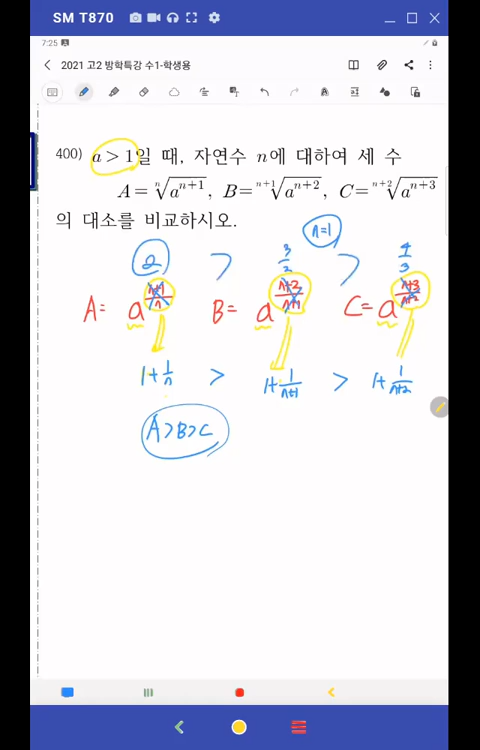 SM T870
7:25
2021 고2 방학특강 수1-학생용
400) a > 1일 때, 자연수 n에 대하여 세 수
A = ⁿ√(aⁿ⁺¹), B = ⁿ⁺¹√(aⁿ⁺²), C = ⁿ⁺²√(aⁿ⁺³)
의 대소를 비교하시오.
n=1
2 > 3/2 > 4/3
A = a^((n+1)/n) B = a^((n+2)/(n+1)) C = a^((n+3)/(n+2))
1+1/n > 1+1/(n+1) > 1+1/(n+2)
A>B>C